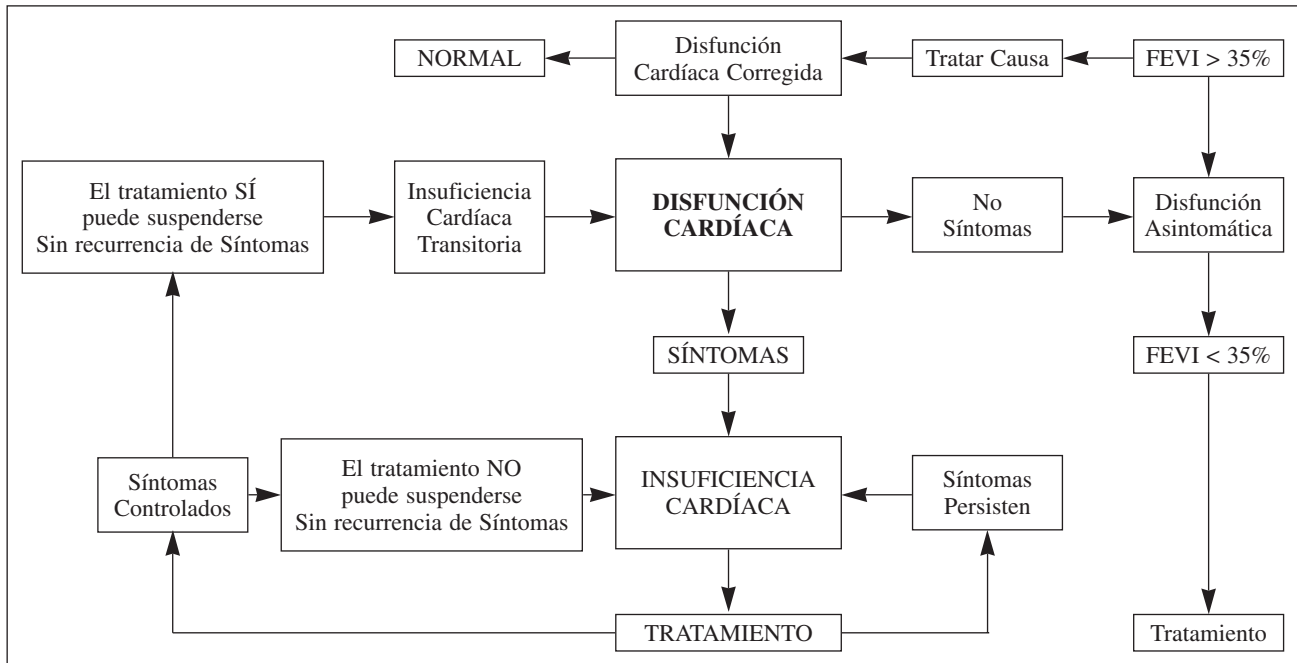 NORMAL
Disfunción
Cardíaca Corregida
Tratar Causa
FEVI > 35%
El tratamiento SÍ
puede suspenderse
Sin recurrencia de Síntomas
Insuficiencia
Cardíaca
Transitoria
DISFUNCIÓN
CARDÍACA
No
Síntomas
Disfunción
Asintomática
SÍNTOMAS
FEVI < 35%
Síntomas
Controlados
El tratamiento NO
puede suspenderse
Sin recurrencia de Síntomas
INSUFICIENCIA
CARDÍACA
Síntomas
Persisten
TRATAMIENTO
Tratamiento